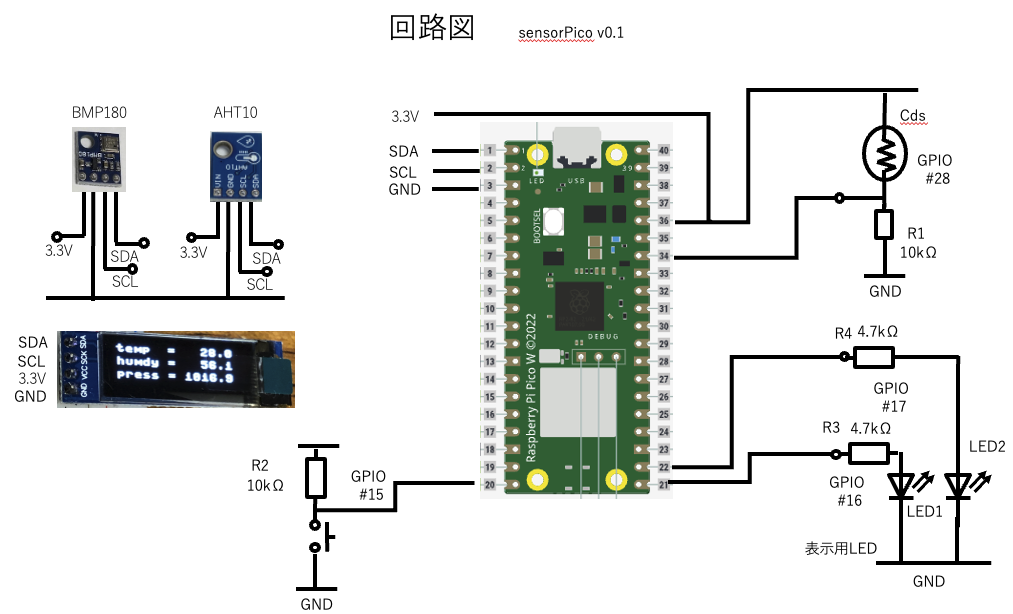 回路図
sensorPico v0.1
BMP180
AHT10
BMP180
AHT10
VIN
GND
SCL
SDA
3.3V
SDA
SCL
3.3V
SDA
SCL
SDA
SCL
3.3V
GND
GND VCC SCK SDA
temp = 28.0
humdy = 56.1
press = 1016.9
3.3V
SDA
SCL
GND
1
2
3
4
5
6
7
8
9
10
11
12
13
14
15
16
17
18
19
20
40
39
38
37
36
35
34
33
32
31
30
29
28
27
26
25
24
23
22
21
1
2
39
LED
USB
BOOTSEL
DEBUG
Raspberry Pi Pico W ©2022
Cds
GPIO
#28
R1
10kΩ
GND
R4 4.7kΩ
GPIO
#17
R3 4.7kΩ
GPIO
#16
LED2
LED1
表示用LED
GND
R2
10kΩ
GPIO
#15
GND